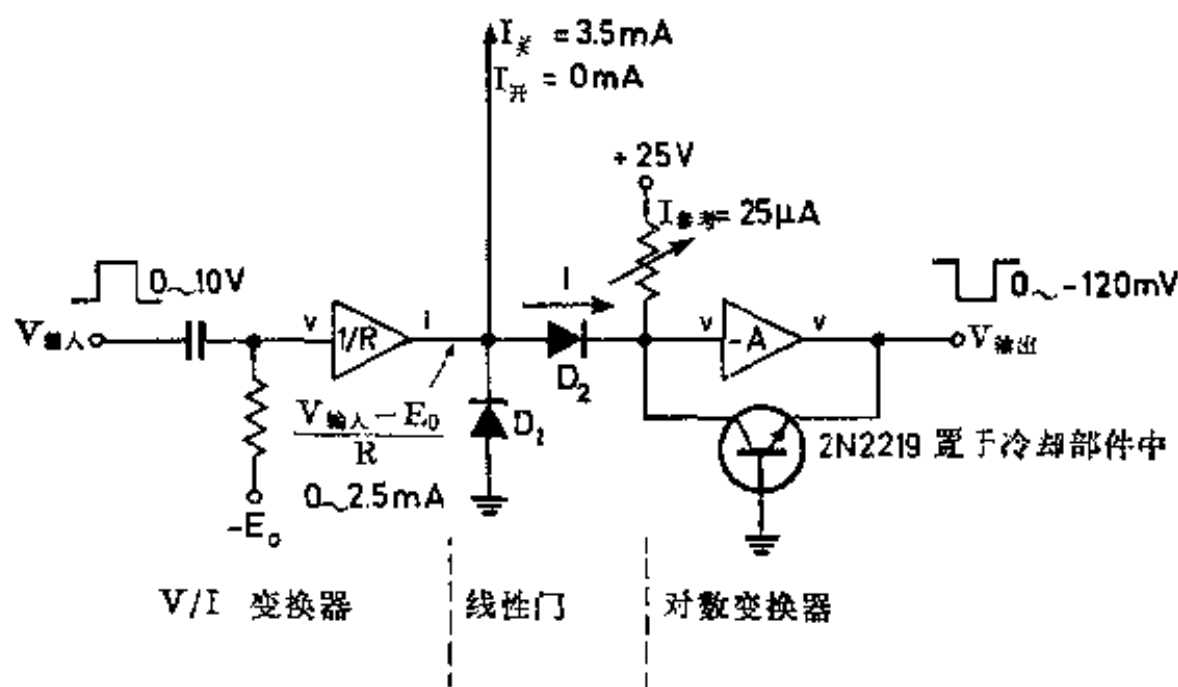 I关 = 3.5mA
I开 = 0mA
+25V
I参考 = 25μA
0~10V
I
0~-120mV
V输入
v
1/R
i
D2
v
-A
v
V输出
V输入-E0
R
D1
0~2.5mA
-E0
2N2219 置于冷却部件中
V/I 变换器
线性门
对数变换器